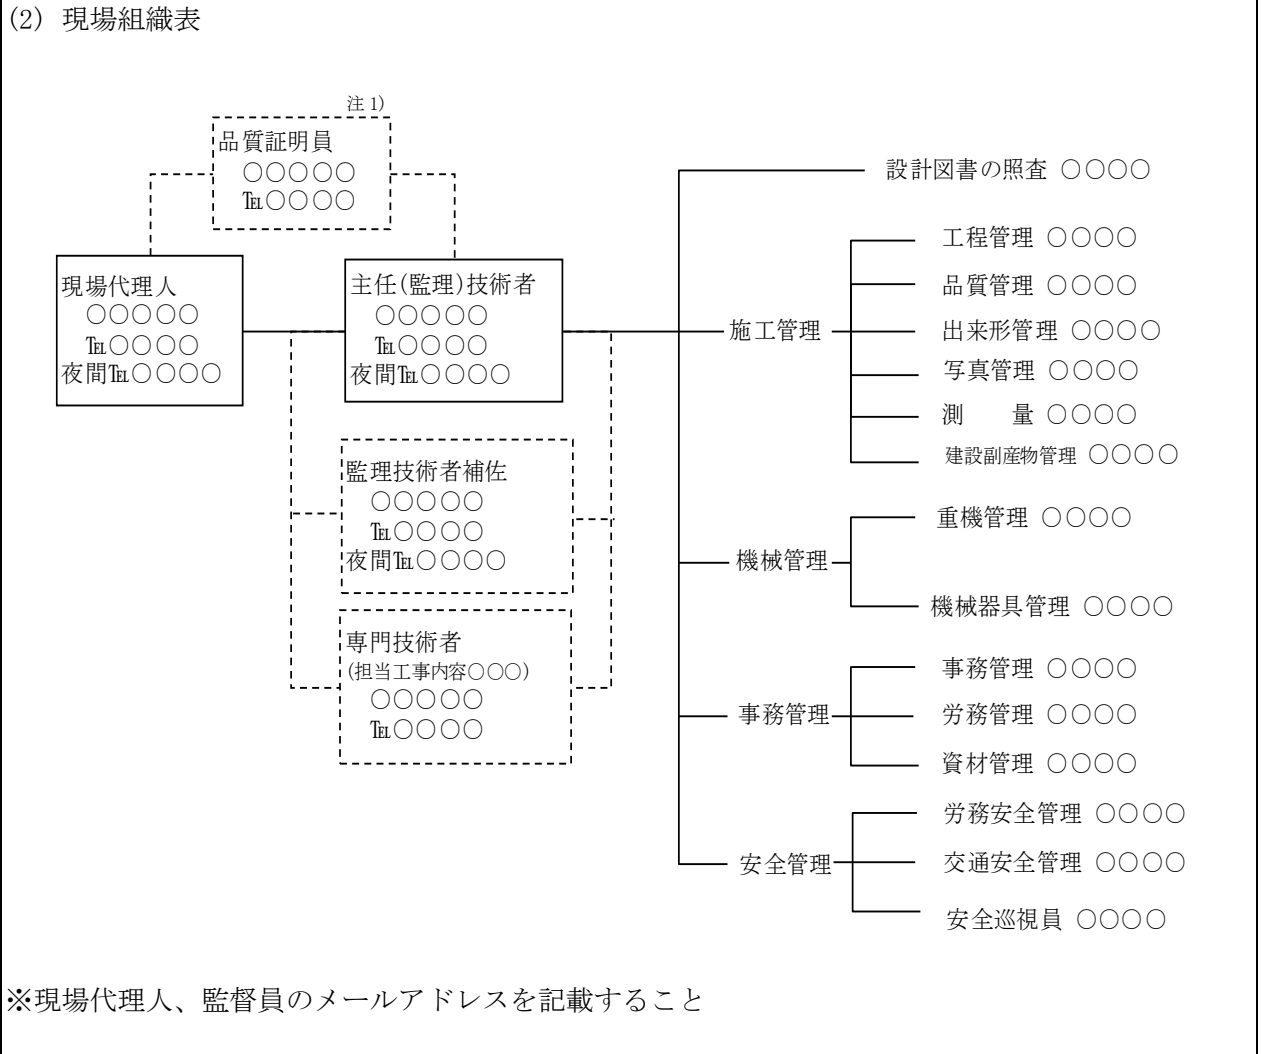 (2) 現場組織表
注1)
品質証明員
○○○○○
℡○○○○
現場代理人
○○○○○
℡○○○○
夜間℡○○○○
主任(監理)技術者
○○○○○
℡○○○○
夜間℡○○○○
監理技術者補佐
○○○○○
℡○○○○
夜間℡○○○○
専門技術者
(担当工事内容○○○)
○○○○○
℡○○○○
設計図書の照査 ○○○○
施工管理
工程管理 ○○○○
品質管理 ○○○○
出来形管理 ○○○○
写真管理 ○○○○
測　　量 ○○○○
建設副産物管理 ○○○○
機械管理
重機管理 ○○○○
機械器具管理 ○○○○
事務管理
事務管理 ○○○○
労務管理 ○○○○
資材管理 ○○○○
安全管理
労務安全管理 ○○○○
交通安全管理 ○○○○
安全巡視員 ○○○○
※現場代理人、監督員のメールアドレスを記載すること